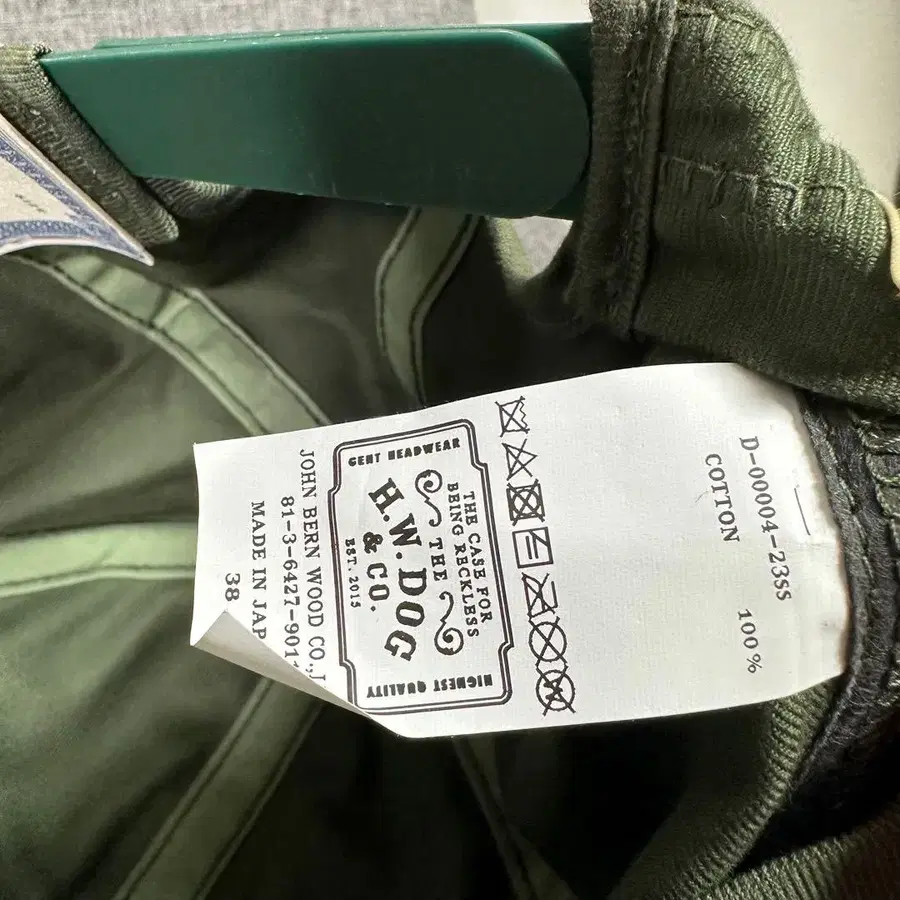 D-00004-23SS
COTTON 100%
GENT HEADWEAR
THE CASE FOR
BEING RECKLESS
THE
H.W.DOG
& CO.
EST. 2015
HIGHEST QUALITY
JOHN BERN WOOD CO.,
81-3-6427-901
MADE IN JAP
38